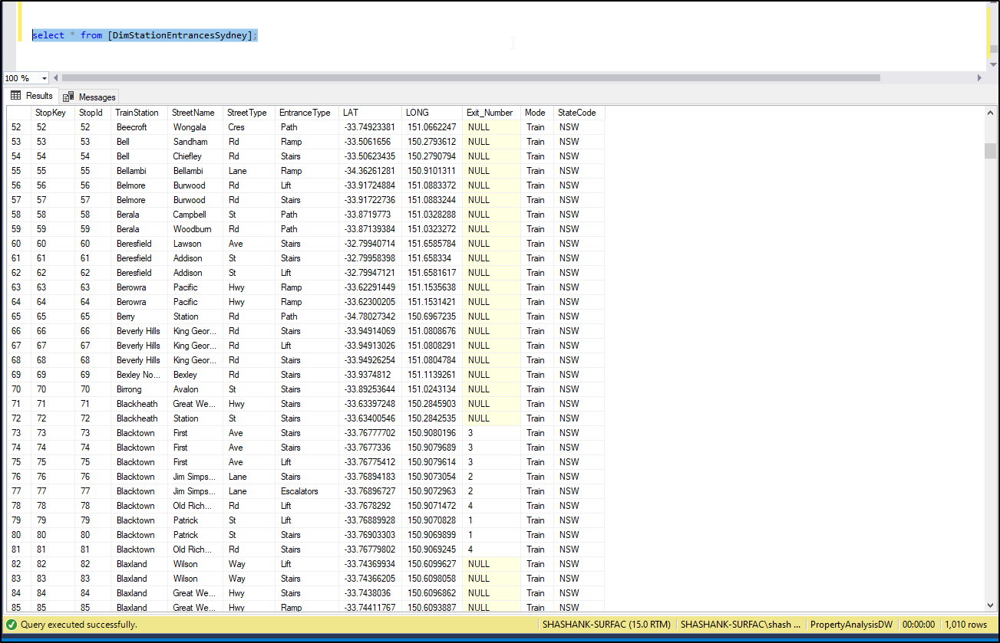 select * from [DimStationEntrancesSydney];
100 %
Results Messages
StopKey StopId TrainStation StreetName StreetType EntranceType LAT LONG Exit_Number Mode StateCode
52 52 52 Beecroft Wongala Cres Path -33.74923381 151.0662247 NULL Train NSW
53 53 53 Bell Sandham Rd Ramp -33.5061656 150.2793612 NULL Train NSW
54 54 54 Bell Chiefley Rd Stairs -33.50623435 150.2790794 NULL Train NSW
55 55 55 Bellambi Bellambi Lane Ramp -34.36261281 150.9101311 NULL Train NSW
56 56 56 Belmore Burwood Rd Lift -33.91724884 151.0883372 NULL Train NSW
57 57 57 Belmore Burwood Rd Stairs -33.91722736 151.0883244 NULL Train NSW
58 58 58 Berala Campbell St Path -33.8719773 151.0328288 NULL Train NSW
59 59 59 Berala Woodburn Rd Path -33.87139384 151.0323272 NULL Train NSW
60 60 60 Beresfield Lawson Ave Stairs -32.79940714 151.6585784 NULL Train NSW
61 61 61 Beresfield Addison St Stairs -32.79958398 151.658334 NULL Train NSW
62 62 62 Beresfield Addison St Lift -32.79947121 151.6581617 NULL Train NSW
63 63 63 Berowra Pacific Hwy Ramp -33.62291449 151.1535638 NULL Train NSW
64 64 64 Berowra Pacific Hwy Ramp -33.62300205 151.1531421 NULL Train NSW
65 65 65 Berry Station Rd Path -34.78027342 150.6967235 NULL Train NSW
66 66 66 Beverly Hills King Geor... Rd Stairs -33.94914069 151.0808676 NULL Train NSW
67 67 67 Beverly Hills King Geor... Rd Lift -33.94913026 151.0808291 NULL Train NSW
68 68 68 Beverly Hills King Geor... Rd Stairs -33.94926254 151.0804784 NULL Train NSW
69 69 69 Bexley No... Bexley Rd Stairs -33.9374812 151.1139261 NULL Train NSW
70 70 70 Birrong Avalon St Stairs -33.89253644 151.0243134 NULL Train NSW
71 71 71 Blackheath Great We... Hwy Stairs -33.63397248 150.2845903 NULL Train NSW
72 72 72 Blackheath Station St Stairs -33.63400546 150.2842535 NULL Train NSW
73 73 73 Blacktown First Ave Stairs -33.76777702 150.9080196 3 Train NSW
74 74 74 Blacktown First Ave Stairs -33.7677336 150.9079689 3 Train NSW
75 75 75 Blacktown First Ave Lift -33.76775412 150.9079614 3 Train NSW
76 76 76 Blacktown Jim Simps... Lane Stairs -33.76894183 150.9073054 2 Train NSW
77 77 77 Blacktown Jim Simps... Lane Escalators -33.76896727 150.9072963 2 Train NSW
78 78 78 Blacktown Old Rich... Rd Lift -33.7678292 150.9071472 4 Train NSW
79 79 79 Blacktown Patrick St Lift -33.76889928 150.9070828 1 Train NSW
80 80 80 Blacktown Patrick St Stairs -33.76903303 150.9069899 1 Train NSW
81 81 81 Blacktown Old Rich... Rd Stairs -33.76779802 150.9069245 4 Train NSW
82 82 82 Blaxland Wilson Way Lift -33.74369934 150.6099627 NULL Train NSW
83 83 83 Blaxland Wilson Way Stairs -33.74366205 150.6098058 NULL Train NSW
84 84 84 Blaxland Great We... Hwy Stairs -33.7438036 150.6096862 NULL Train NSW
85 85 85 Blaxland Great We... Hwy Ramp -33.74411767 150.6093887 NULL Train NSW
Query executed successfully. SHASHANK-SURFAC (15.0 RTM) SHASHANK-SURFAC\shash ... PropertyAnalysisDW 00:00:00 1,010 rows